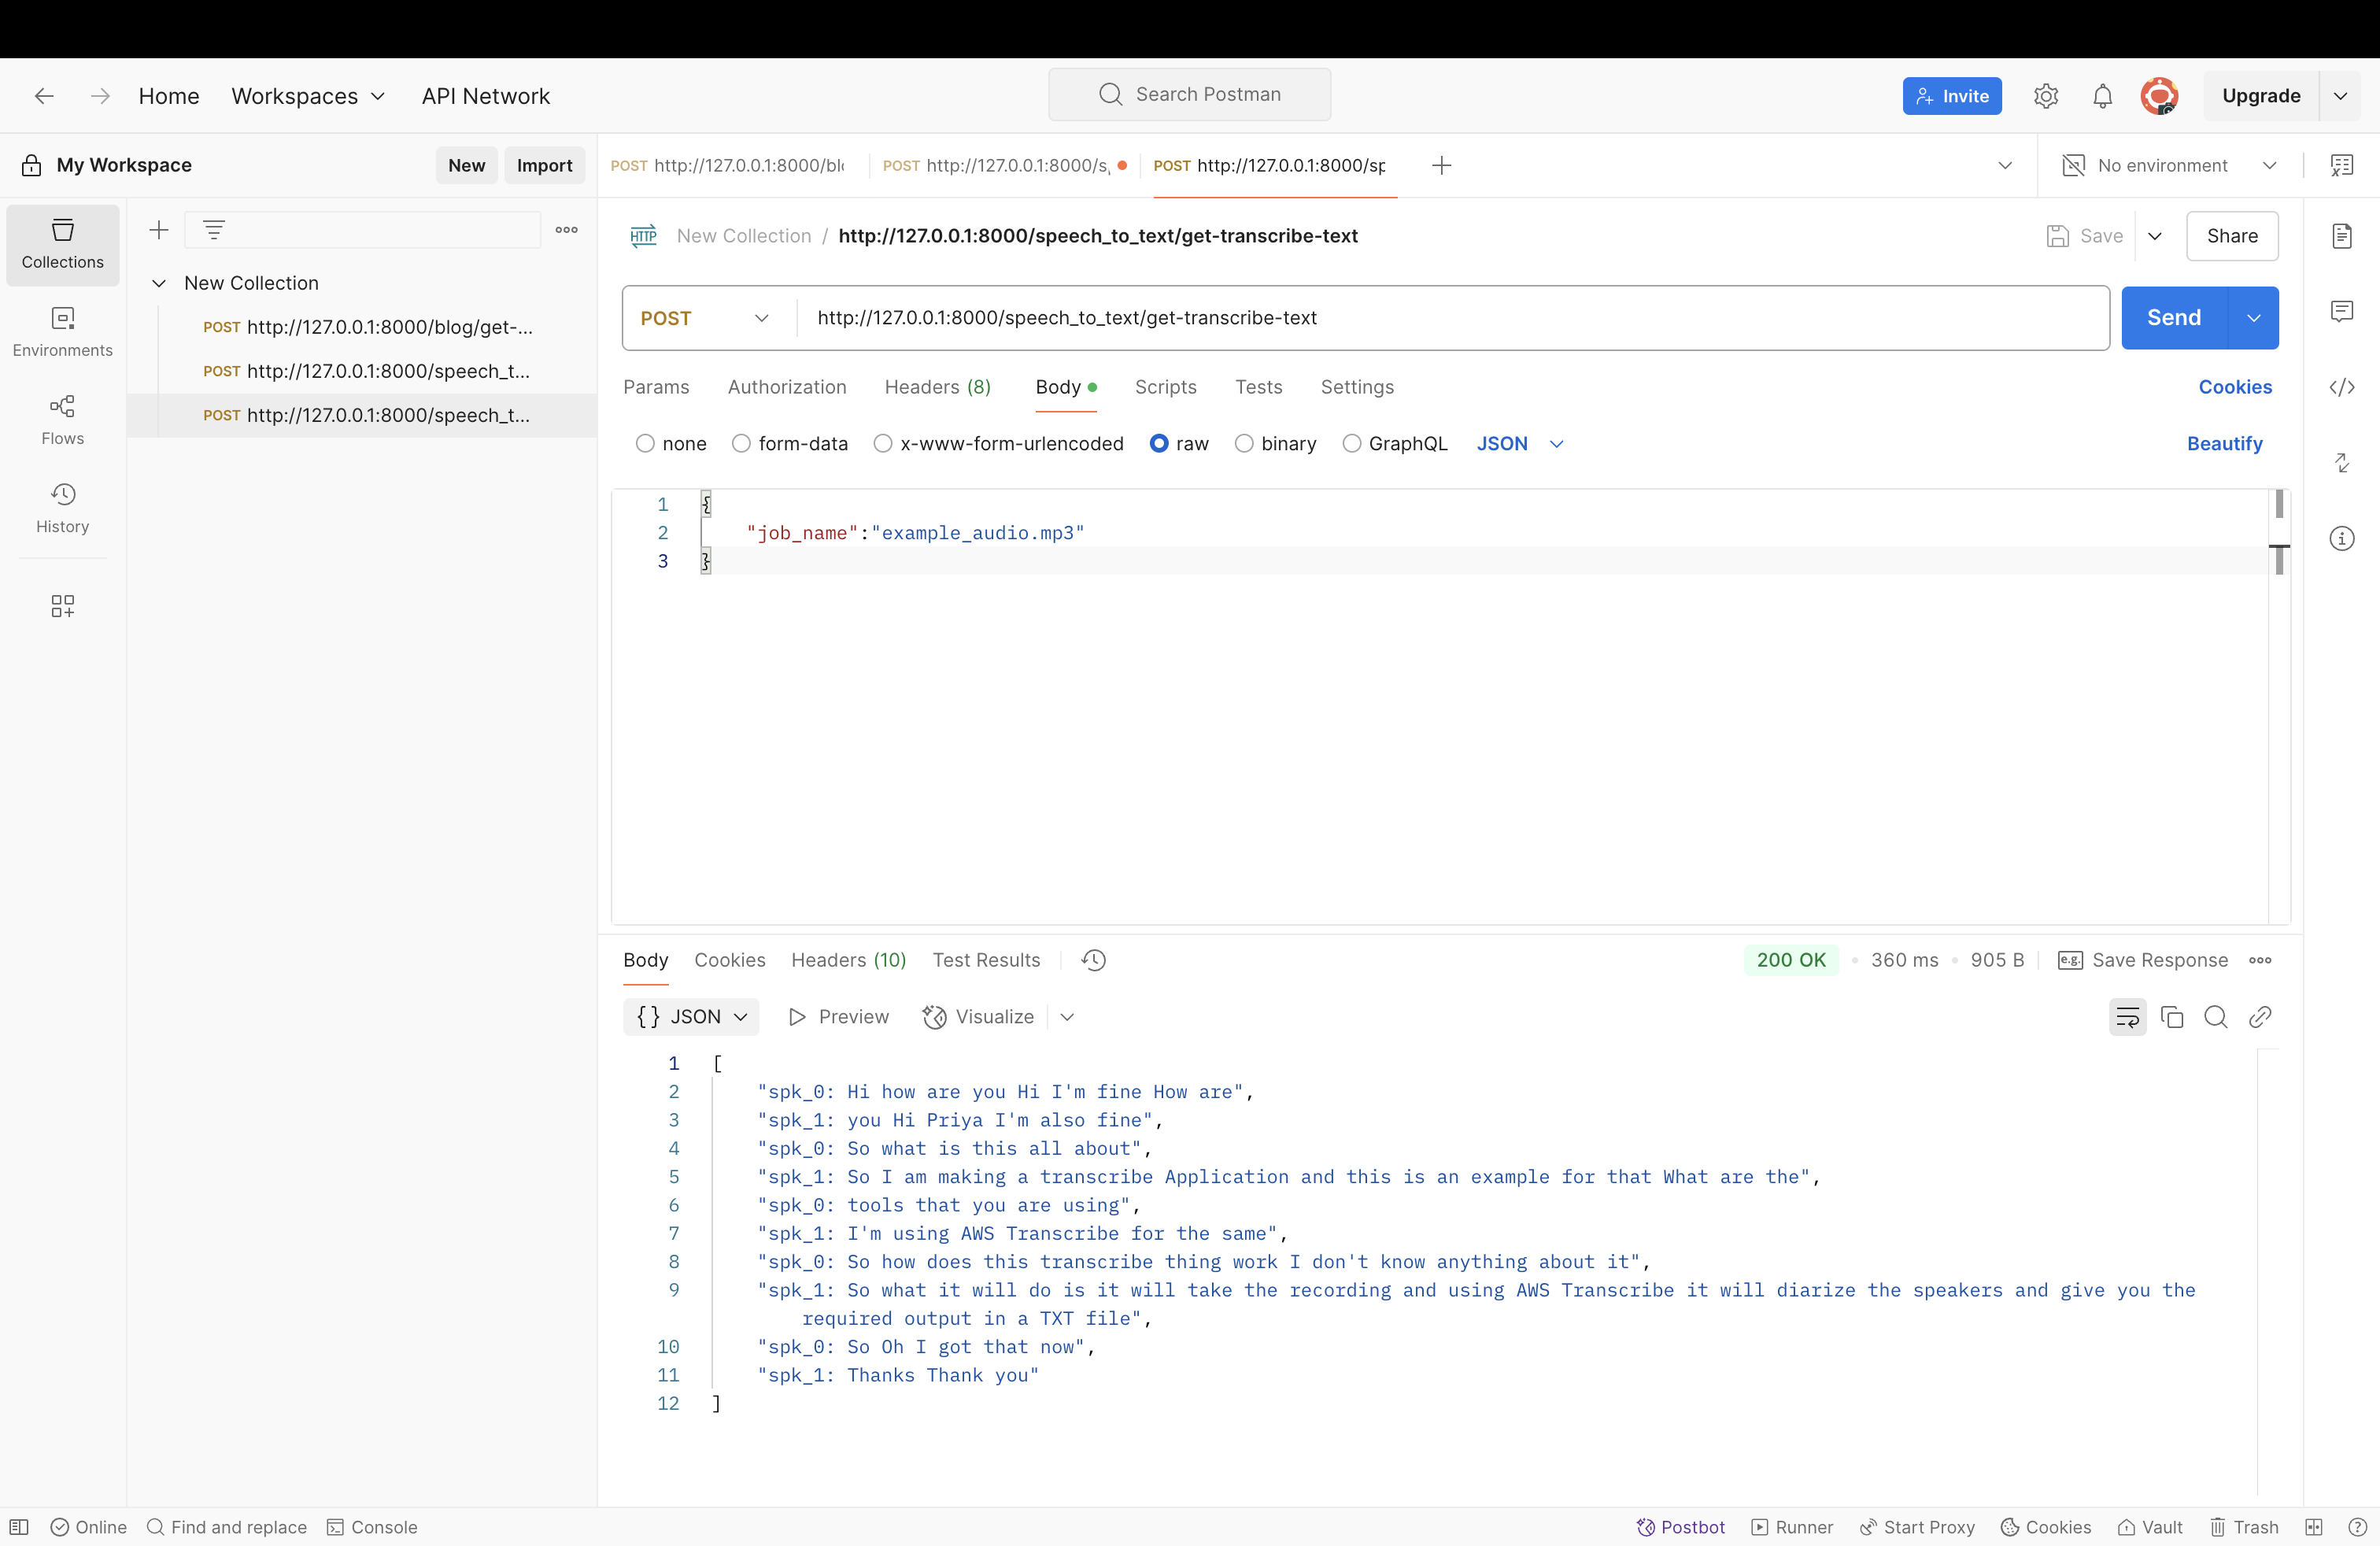 Home Workspaces API Network Search Postman Invite Upgrade
My Workspace New Import POST http://127.0.0.1:8000/blo POST http://127.0.0.1:8000/s POST http://127.0.0.1:8000/sp No environment
Collections
Environments
Flows
History
New Collection
POST http://127.0.0.1:8000/blog/get-...
POST http://127.0.0.1:8000/speech_t...
POST http://127.0.0.1:8000/speech_t...
HTTP New Collection / http://127.0.0.1:8000/speech_to_text/get-transcribe-text Save Share
POST http://127.0.0.1:8000/speech_to_text/get-transcribe-text Send
Params Authorization Headers (8) Body Scripts Tests Settings Cookies
none form-data x-www-form-urlencoded raw binary GraphQL JSON Beautify
1 {
2 "job_name":"example_audio.mp3"
3 }
Body Cookies Headers (10) Test Results 200 OK • 360 ms • 905 B e.g. Save Response
{} JSON Preview Visualize
1 [
2 "spk_0: Hi how are you Hi I'm fine How are",
3 "spk_1: you Hi Priya I'm also fine",
4 "spk_0: So what is this all about",
5 "spk_1: So I am making a transcribe Application and this is an example for that What are the",
6 "spk_0: tools that you are using",
7 "spk_1: I'm using AWS Transcribe for the same",
8 "spk_0: So how does this transcribe thing work I don't know anything about it",
9 "spk_1: So what it will do is it will take the recording and using AWS Transcribe it will diarize the speakers and give you the
required output in a TXT file",
10 "spk_0: So Oh I got that now",
11 "spk_1: Thanks Thank you"
12 ]
Online Find and replace Console Postbot Runner Start Proxy Cookies Vault Trash